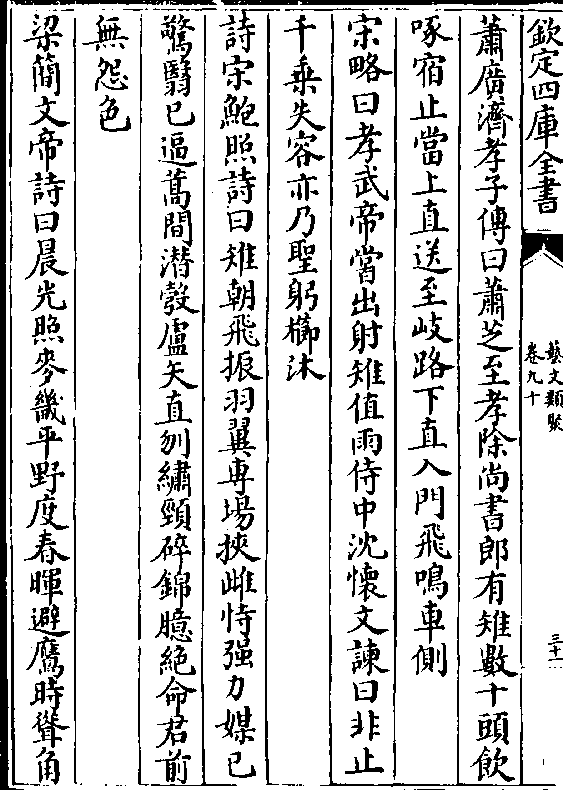 欽定四庫全書
藝文類聚
卷九十
三十一
蕭廣濟孝子傳曰蕭芝至孝除尚書郎有雉數十頭飲
啄宿止當上直送至岐路下直入門飛鳴車側
宋略曰孝武帝嘗出射雉值雨侍中沈懷文諫曰非止
千乗失容亦乃聖躬櫛沐
詩宋鮑照詩曰雉朝飛振羽翼専場挾雌恃强力媒已
驚翳已逼蒿間潛彀盧矢直刎繡頸碎錦臆絶命君前
無怨色
梁簡文帝詩曰晨光照麥畿平野度春暉避鷹時聳角